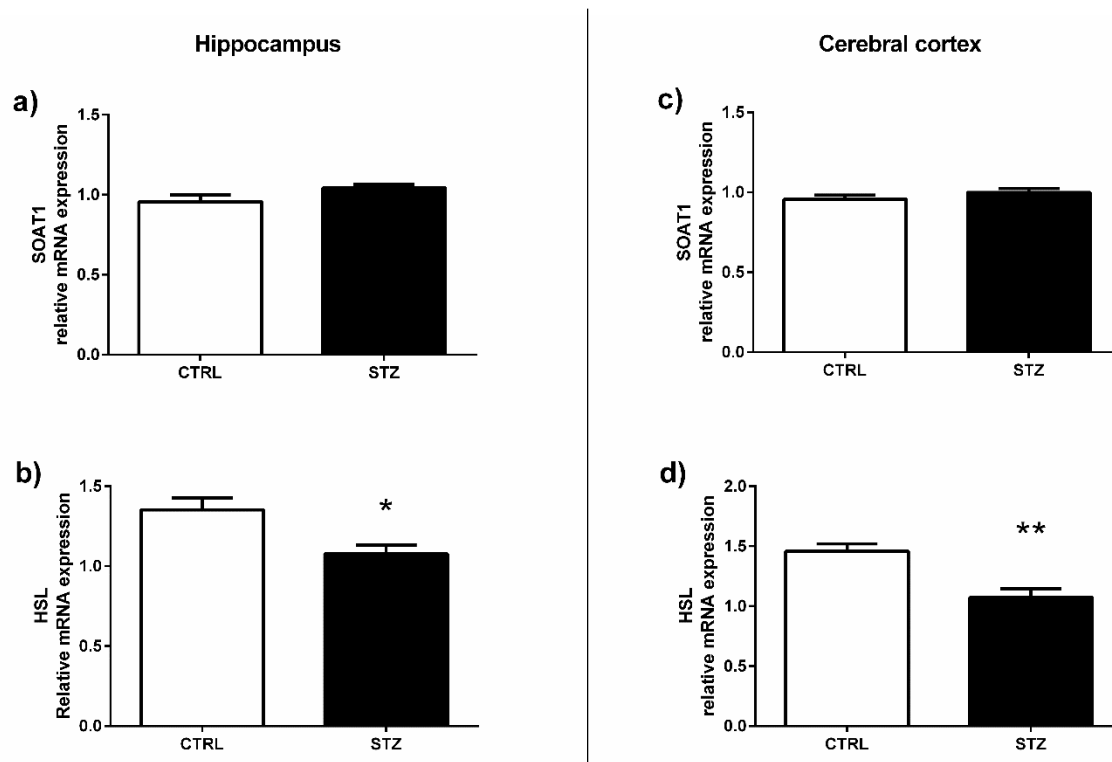 Hippocampus
Cerebral cortex
a)
SOAT1
relative mRNA expression
1.5
1.0
0.5
0.0
CTRL
STZ
c)
SOAT1
relative mRNA expression
1.5
1.0
0.5
0.0
CTRL
STZ
b)
HSL
Relative mRNA expression
1.5
1.0
0.5
0.0
*
CTRL
STZ
d)
HSL
relative mRNA expression
2.0
1.5
1.0
0.5
0.0
**
CTRL
STZ